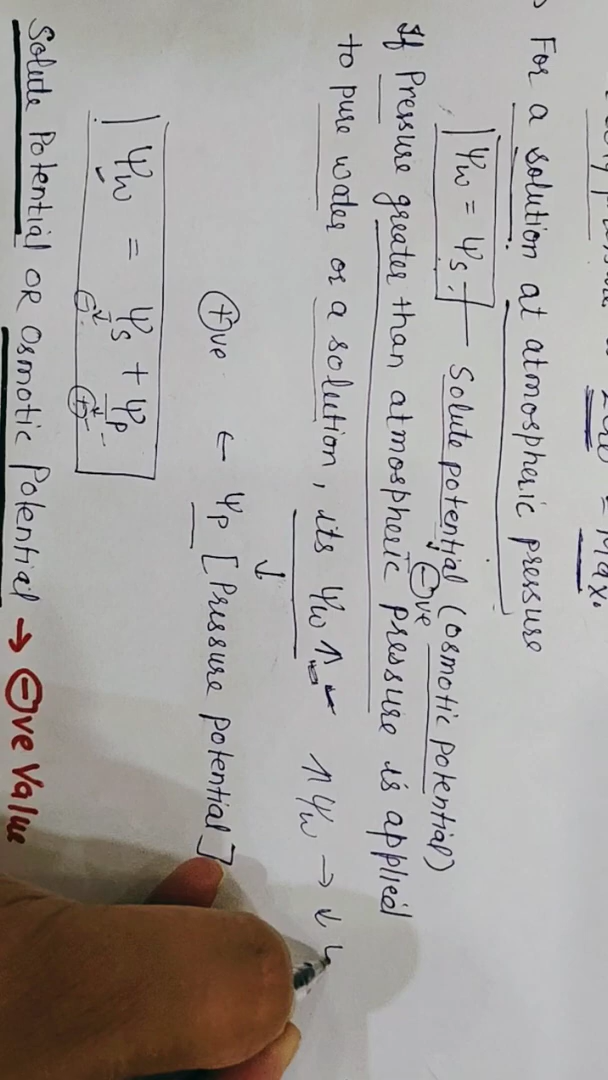 = Max.
→ For a solution at atmospheric pressure
Ψw = Ψs. → Solute potential (osmotic potential)
⊖ve
If Pressure greater than atmospheric pressure is applied
to pure water or a solution, its Ψw ↑ ↑Ψw → ↓
↓
⊕ve ← Ψp [Pressure potential]
Ψw = Ψs + Ψp
⊖ ⊕
Solute Potential OR Osmotic Potential → ⊖ve Value